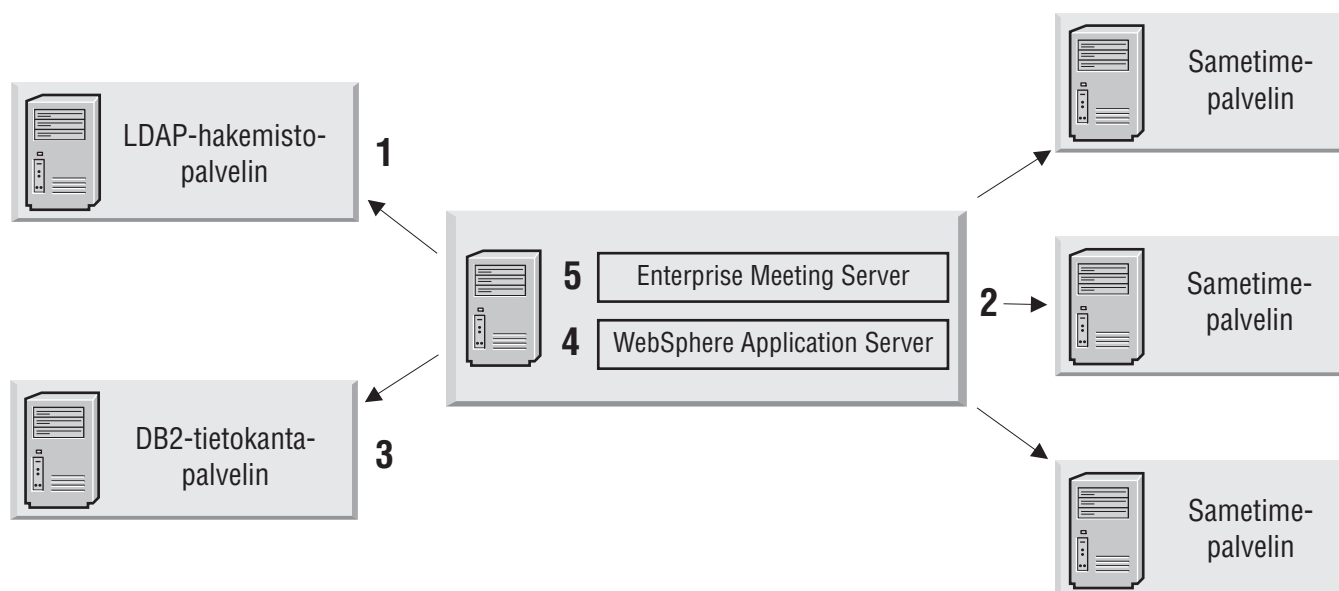 LDAP-hakemisto-
palvelin
1
DB2-tietokanta-
palvelin
3
5
Enterprise Meeting Server
4
WebSphere Application Server
2
Sametime-
palvelin
Sametime-
palvelin
Sametime-
palvelin